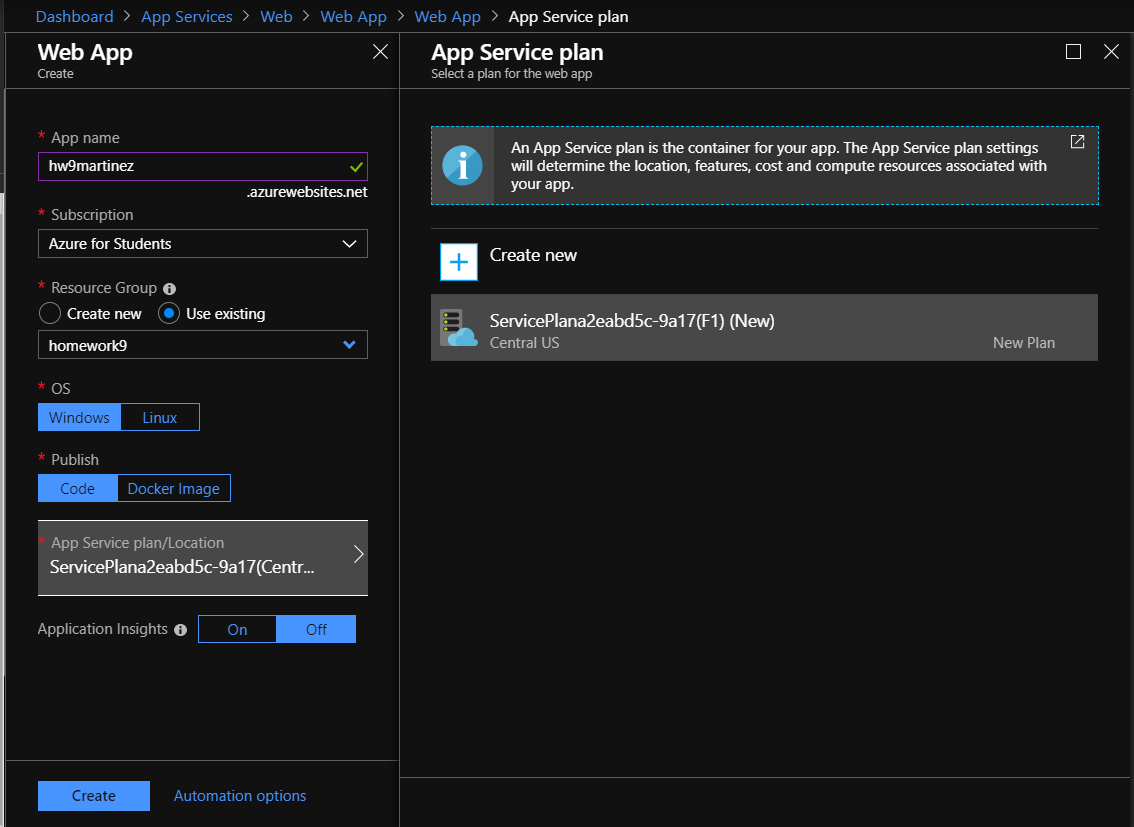 Dashboard > App Services > Web > Web App > Web App > App Service plan
Web App
Create
* App name
hw9martinez
.azurewebsites.net
* Subscription
Azure for Students
* Resource Group
Create new Use existing
homework9
* OS
Windows Linux
* Publish
Code Docker Image
* App Service plan/Location
ServicePlana2eabd5c-9a17(Centr...
Application Insights On Off
Create Automation options
App Service plan
Select a plan for the web app
An App Service plan is the container for your app. The App Service plan settings
will determine the location, features, cost and compute resources associated with
your app.
Create new
ServicePlana2eabd5c-9a17(F1) (New)
Central US New Plan